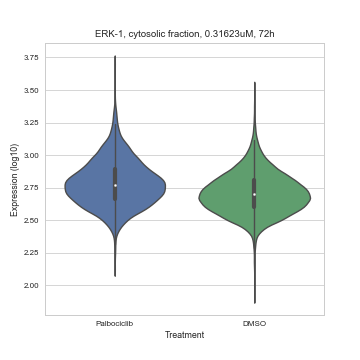 ERK-1, cytosolic fraction, 0.31623uM, 72h
3.75
3.50
3.25
3.00
2.75
2.50
2.25
2.00
Expression (log10)
Palbociclib
DMSO
Treatment